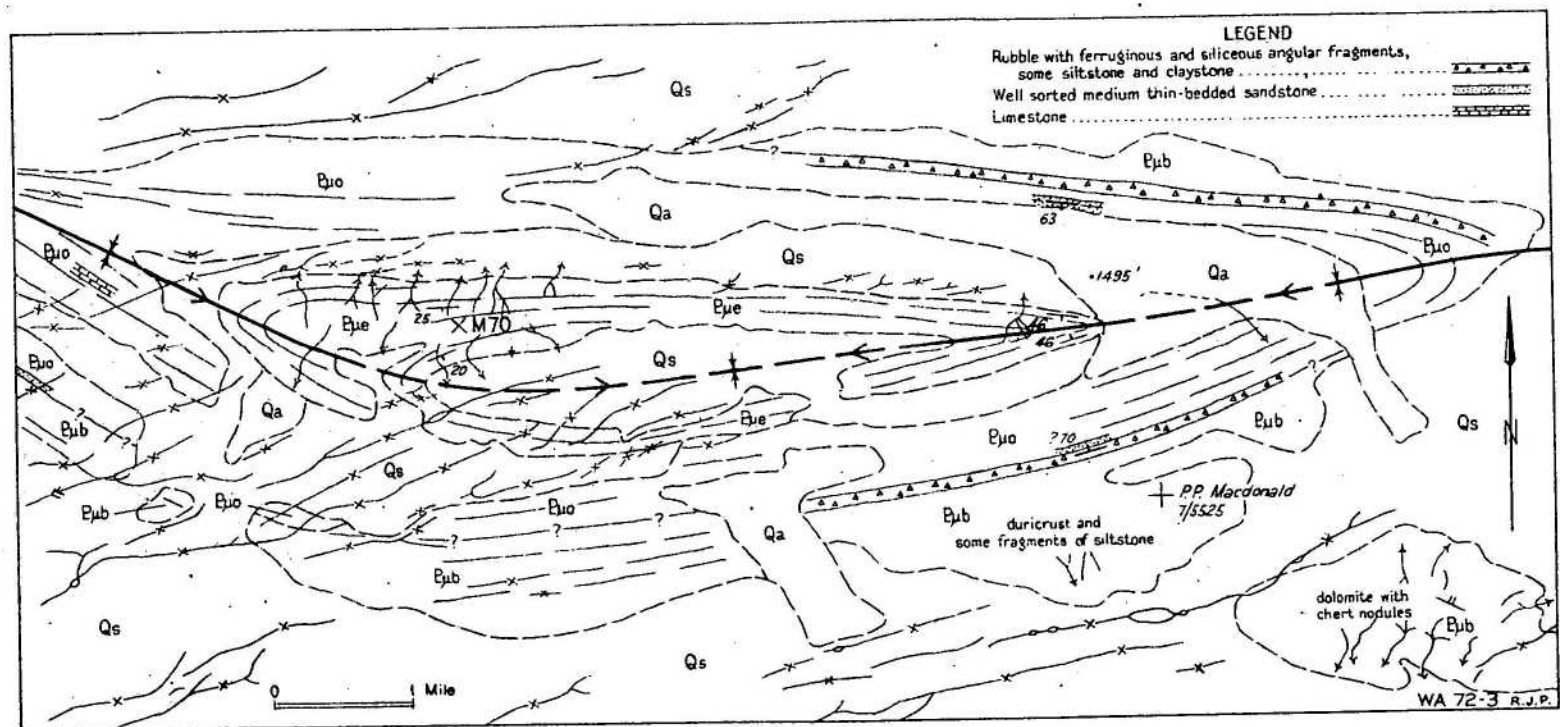 LEGEND
Rubble with ferruginous and siliceous angular fragments,
some siltstone and claystone
Well sorted medium thin-bedded sandstone
Limestone
Qs
Pμb
?
Pμo
Qa
63
Pμo
Pμo
Qs
•1495'
Qa
Pμe
Pμe
25
M70
46
46
Qs
20
Pμo
Qa
Pμe
?
Pμb
?
Pμo
?70
Pμb
Qs
N
Qs
P.P. Macdonald
7/5525
Pμb
Pμo
Pμo
?
?
Pμb
Qa
duricrust and
some fragments of siltstone
?
?
Pμb
dolomite with
chert nodules
Pμb
Qs
Qs
0 1 Mile
WA 72-3 R.J.P.